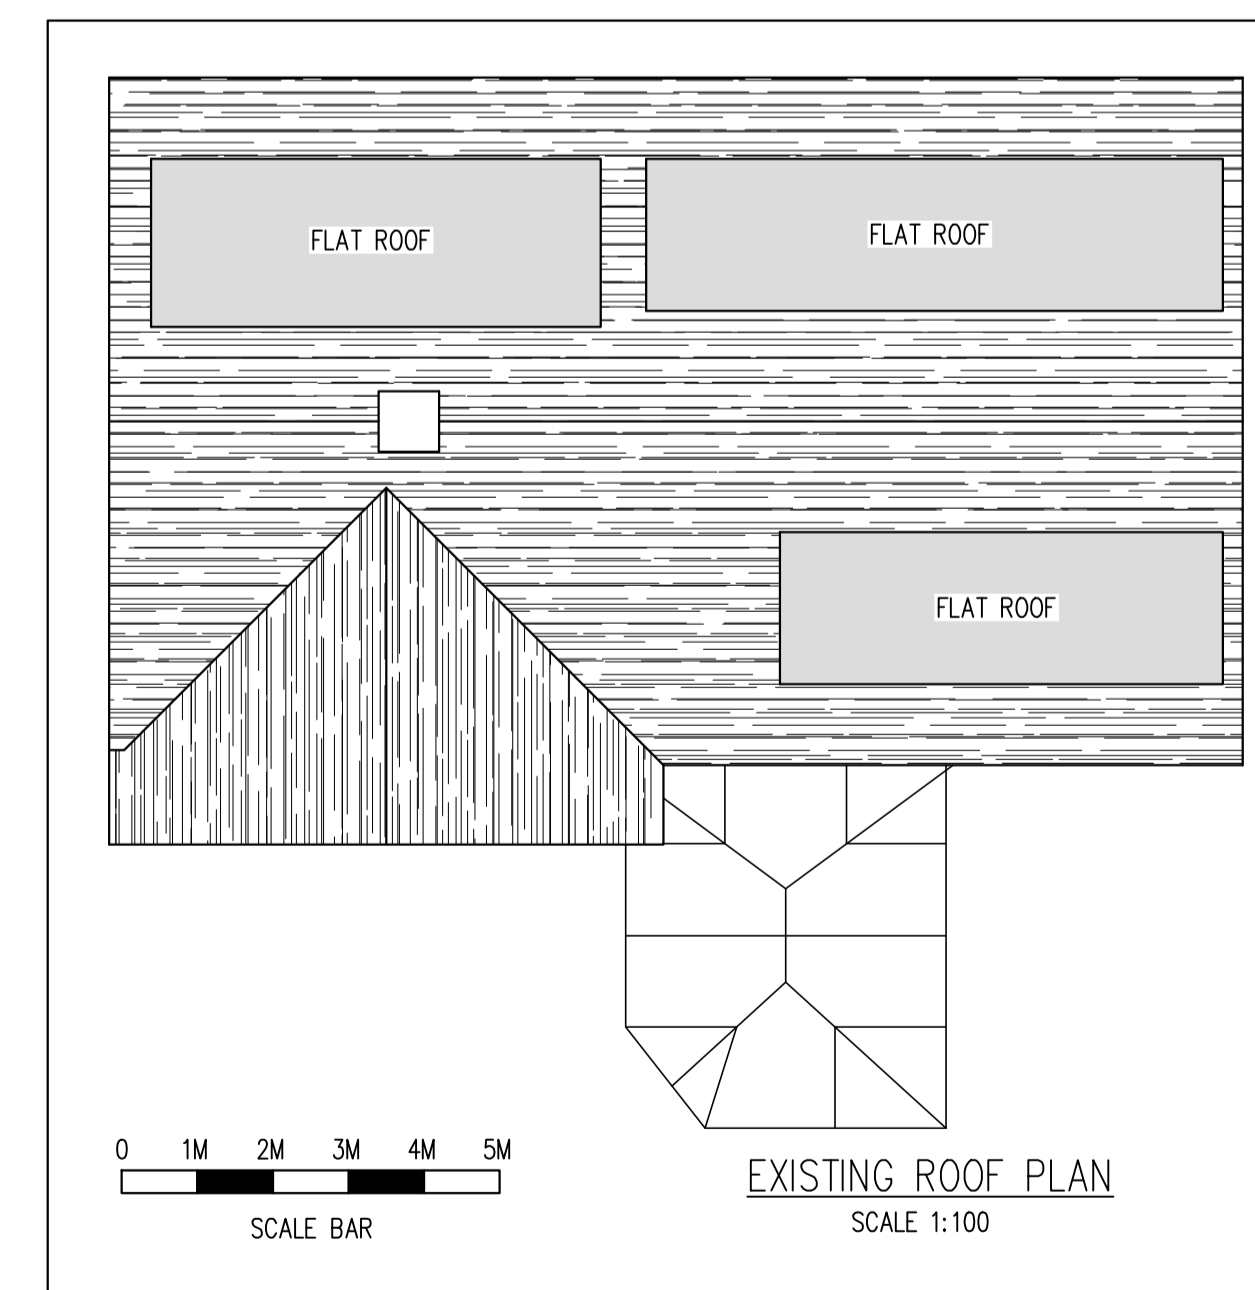 FLAT ROOF
FLAT ROOF
FLAT ROOF
0 1M 2M 3M 4M 5M
SCALE BAR
EXISTING ROOF PLAN
SCALE 1:100